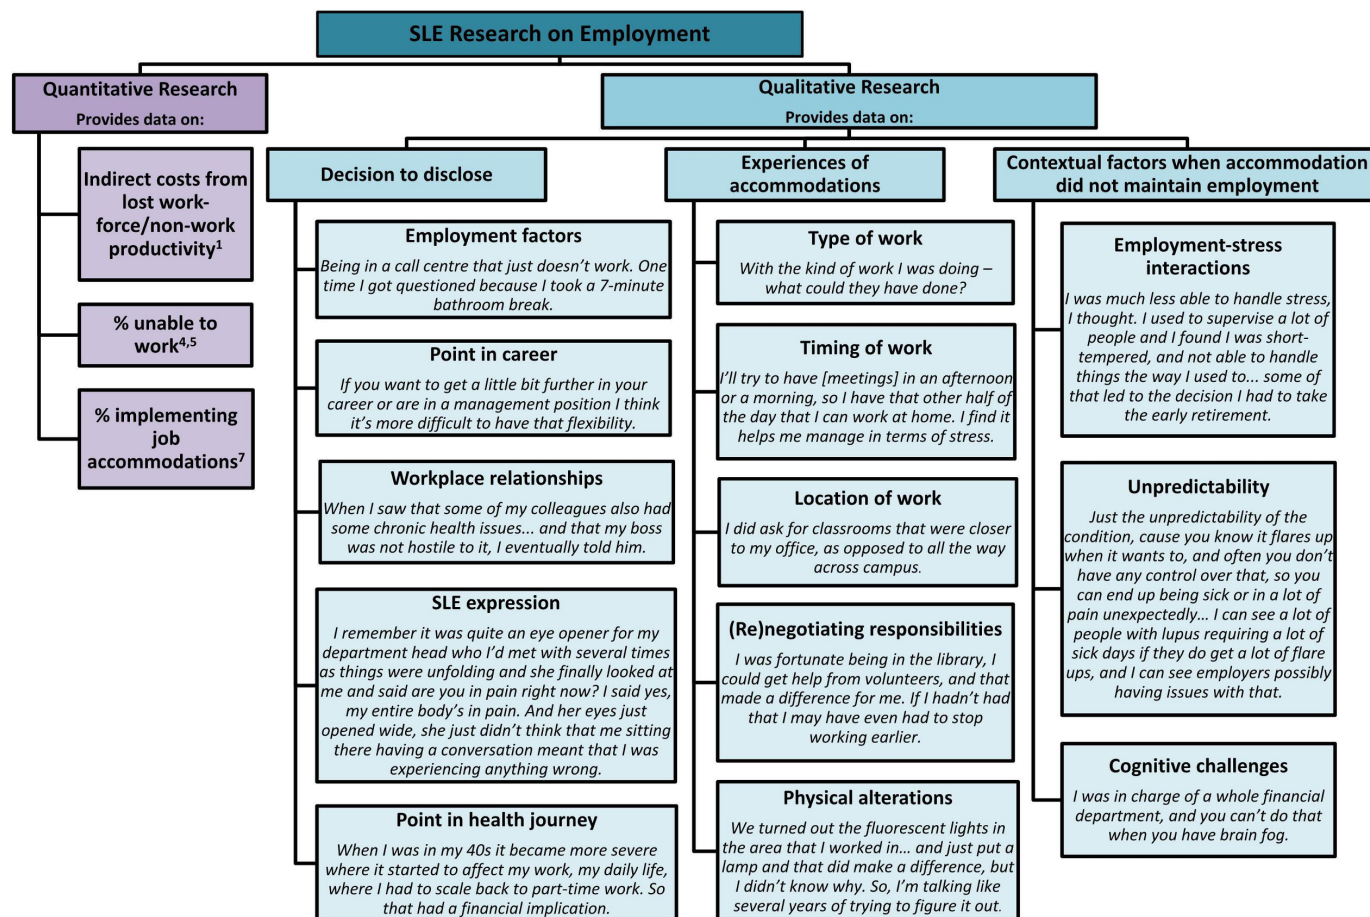 SLE Research on Employment
Quantitative Research
Provides data on:
Indirect costs from
lost work-
force/non-work
productivity1
% unable to
work4,5
% implementing
job
accommodations7
Qualitative Research
Provides data on:
Decision to disclose
Employment factors
Being in a call centre that just doesn’t work. One
time I got questioned because I took a 7-minute
bathroom break.
Point in career
If you want to get a little bit further in your
career or are in a management position I think
it’s more difficult to have that flexibility.
Workplace relationships
When I saw that some of my colleagues also had
some chronic health issues... and that my boss
was not hostile to it, I eventually told him.
SLE expression
I remember it was quite an eye opener for my
department head who I’d met with several times
as things were unfolding and she finally looked at
me and said are you in pain right now? I said yes,
my entire body’s in pain. And her eyes just
opened wide, she just didn’t think that me sitting
there having a conversation meant that I was
experiencing anything wrong.
Point in health journey
When I was in my 40s it became more severe
where it started to affect my work, my daily life,
where I had to scale back to part-time work. So
that had a financial implication.
Experiences of
accommodations
Type of work
With the kind of work I was doing –
what could they have done?
Timing of work
I’ll try to have [meetings] in an afternoon
or a morning, so I have that other half of
the day that I can work at home. I find it
helps me manage in terms of stress.
Location of work
I did ask for classrooms that were closer
to my office, as opposed to all the way
across campus.
(Re)negotiating responsibilities
I was fortunate being in the library, I
could get help from volunteers, and that
made a difference for me. If I hadn’t had
that I may have even had to stop
working earlier.
Physical alterations
We turned out the fluorescent lights in
the area that I worked in… and just put a
lamp and that did make a difference, but
I didn’t know why. So, I’m talking like
several years of trying to figure it out.
Contextual factors when accommodation
did not maintain employment
Employment-stress
interactions
I was much less able to handle stress,
I thought. I used to supervise a lot of
people and I found I was short-
tempered, and not able to handle
things the way I used to... some of
that led to the decision I had to take
the early retirement.
Unpredictability
Just the unpredictability of the
condition, cause you know it flares up
when it wants to, and often you don’t
have any control over that, so you
can end up being sick or in a lot of
pain unexpectedly… I can see a lot of
people with lupus requiring a lot of
sick days if they do get a lot of flare
ups, and I can see employers possibly
having issues with that.
Cognitive challenges
I was in charge of a whole financial
department, and you can’t do that
when you have brain fog.